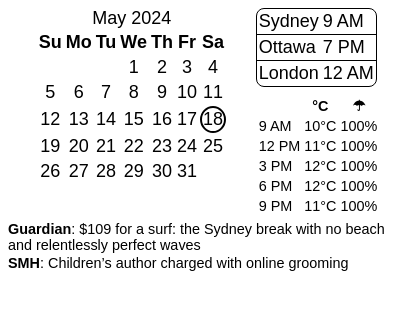 May 2024
Su Mo Tu We Th Fr Sa
1 2 3 4
5 6 7 8 9 10 11
12 13 14 15 16 17 18
19 20 21 22 23 24 25
26 27 28 29 30 31
Sydney 9 AM
Ottawa 7 PM
London 12 AM
°C ☂
9 AM 10°C 100%
12 PM 11°C 100%
3 PM 12°C 100%
6 PM 12°C 100%
9 PM 11°C 100%
Guardian: $109 for a surf: the Sydney break with no beach
and relentlessly perfect waves
SMH: Children’s author charged with online grooming